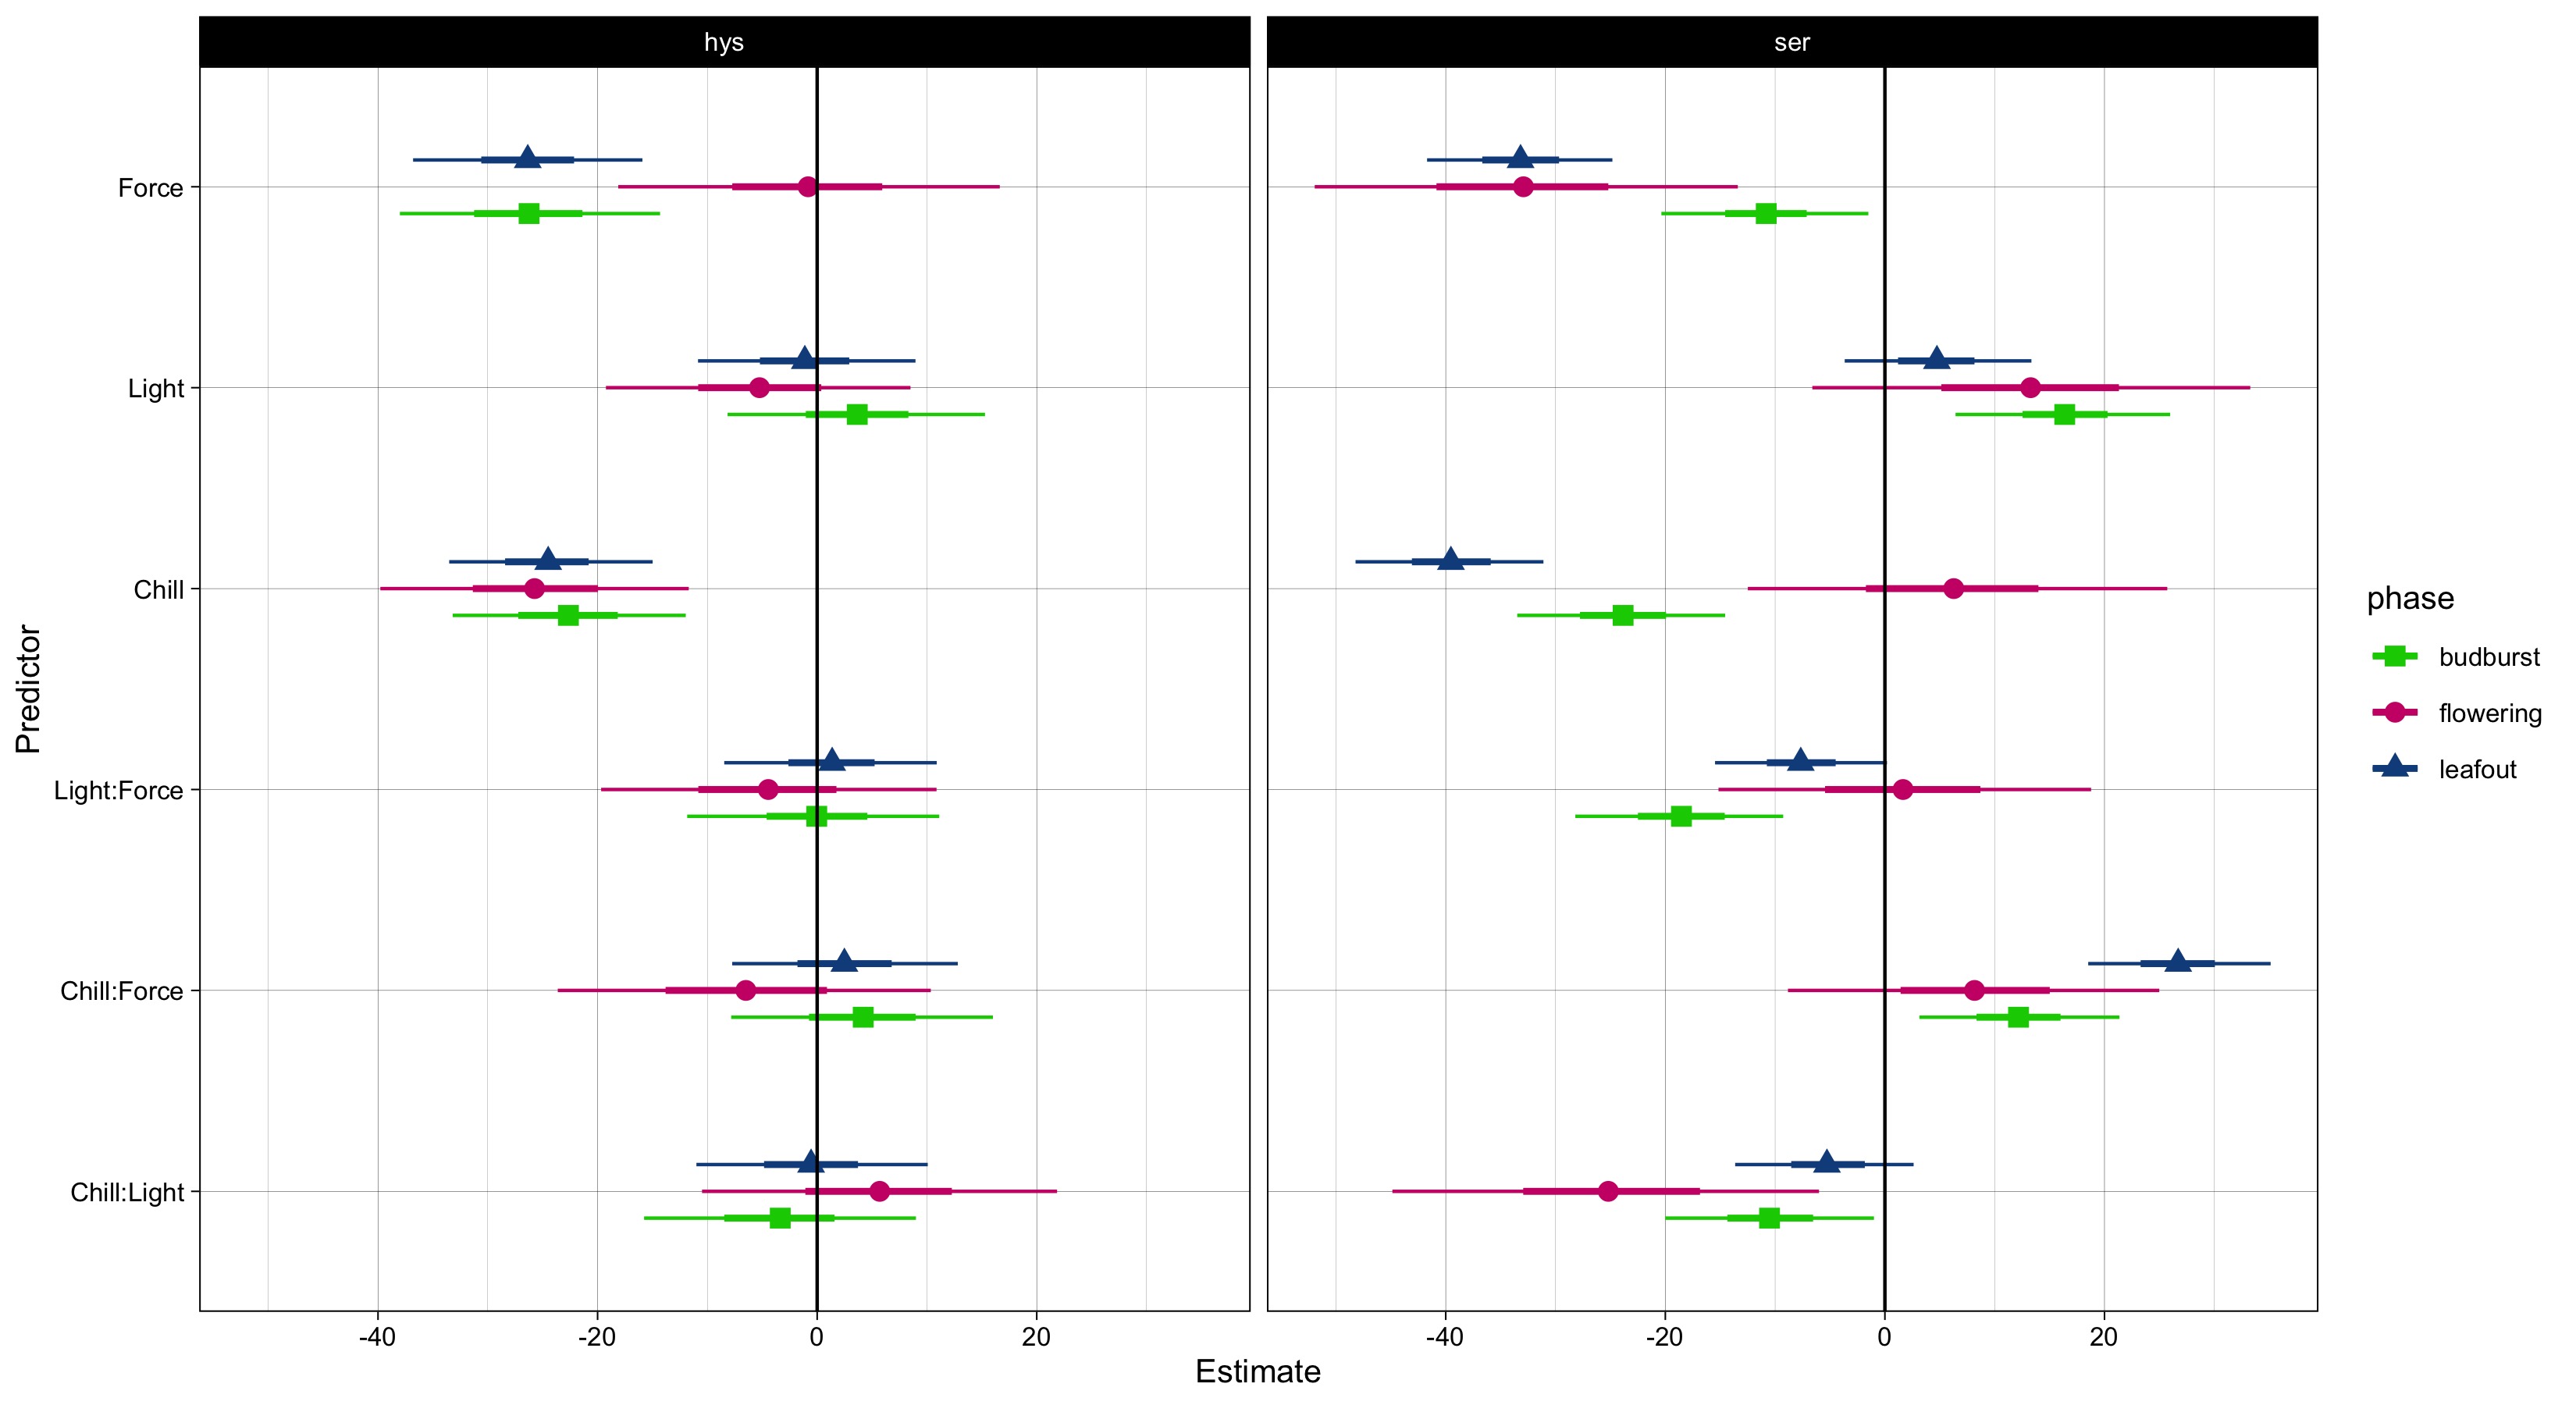 hys
ser
Predictor
Force
Light
Chill
Light:Force
Chill:Force
Chill:Light
-40
-20
0
20
-40
-20
0
20
Estimate
phase
budburst
flowering
leafout